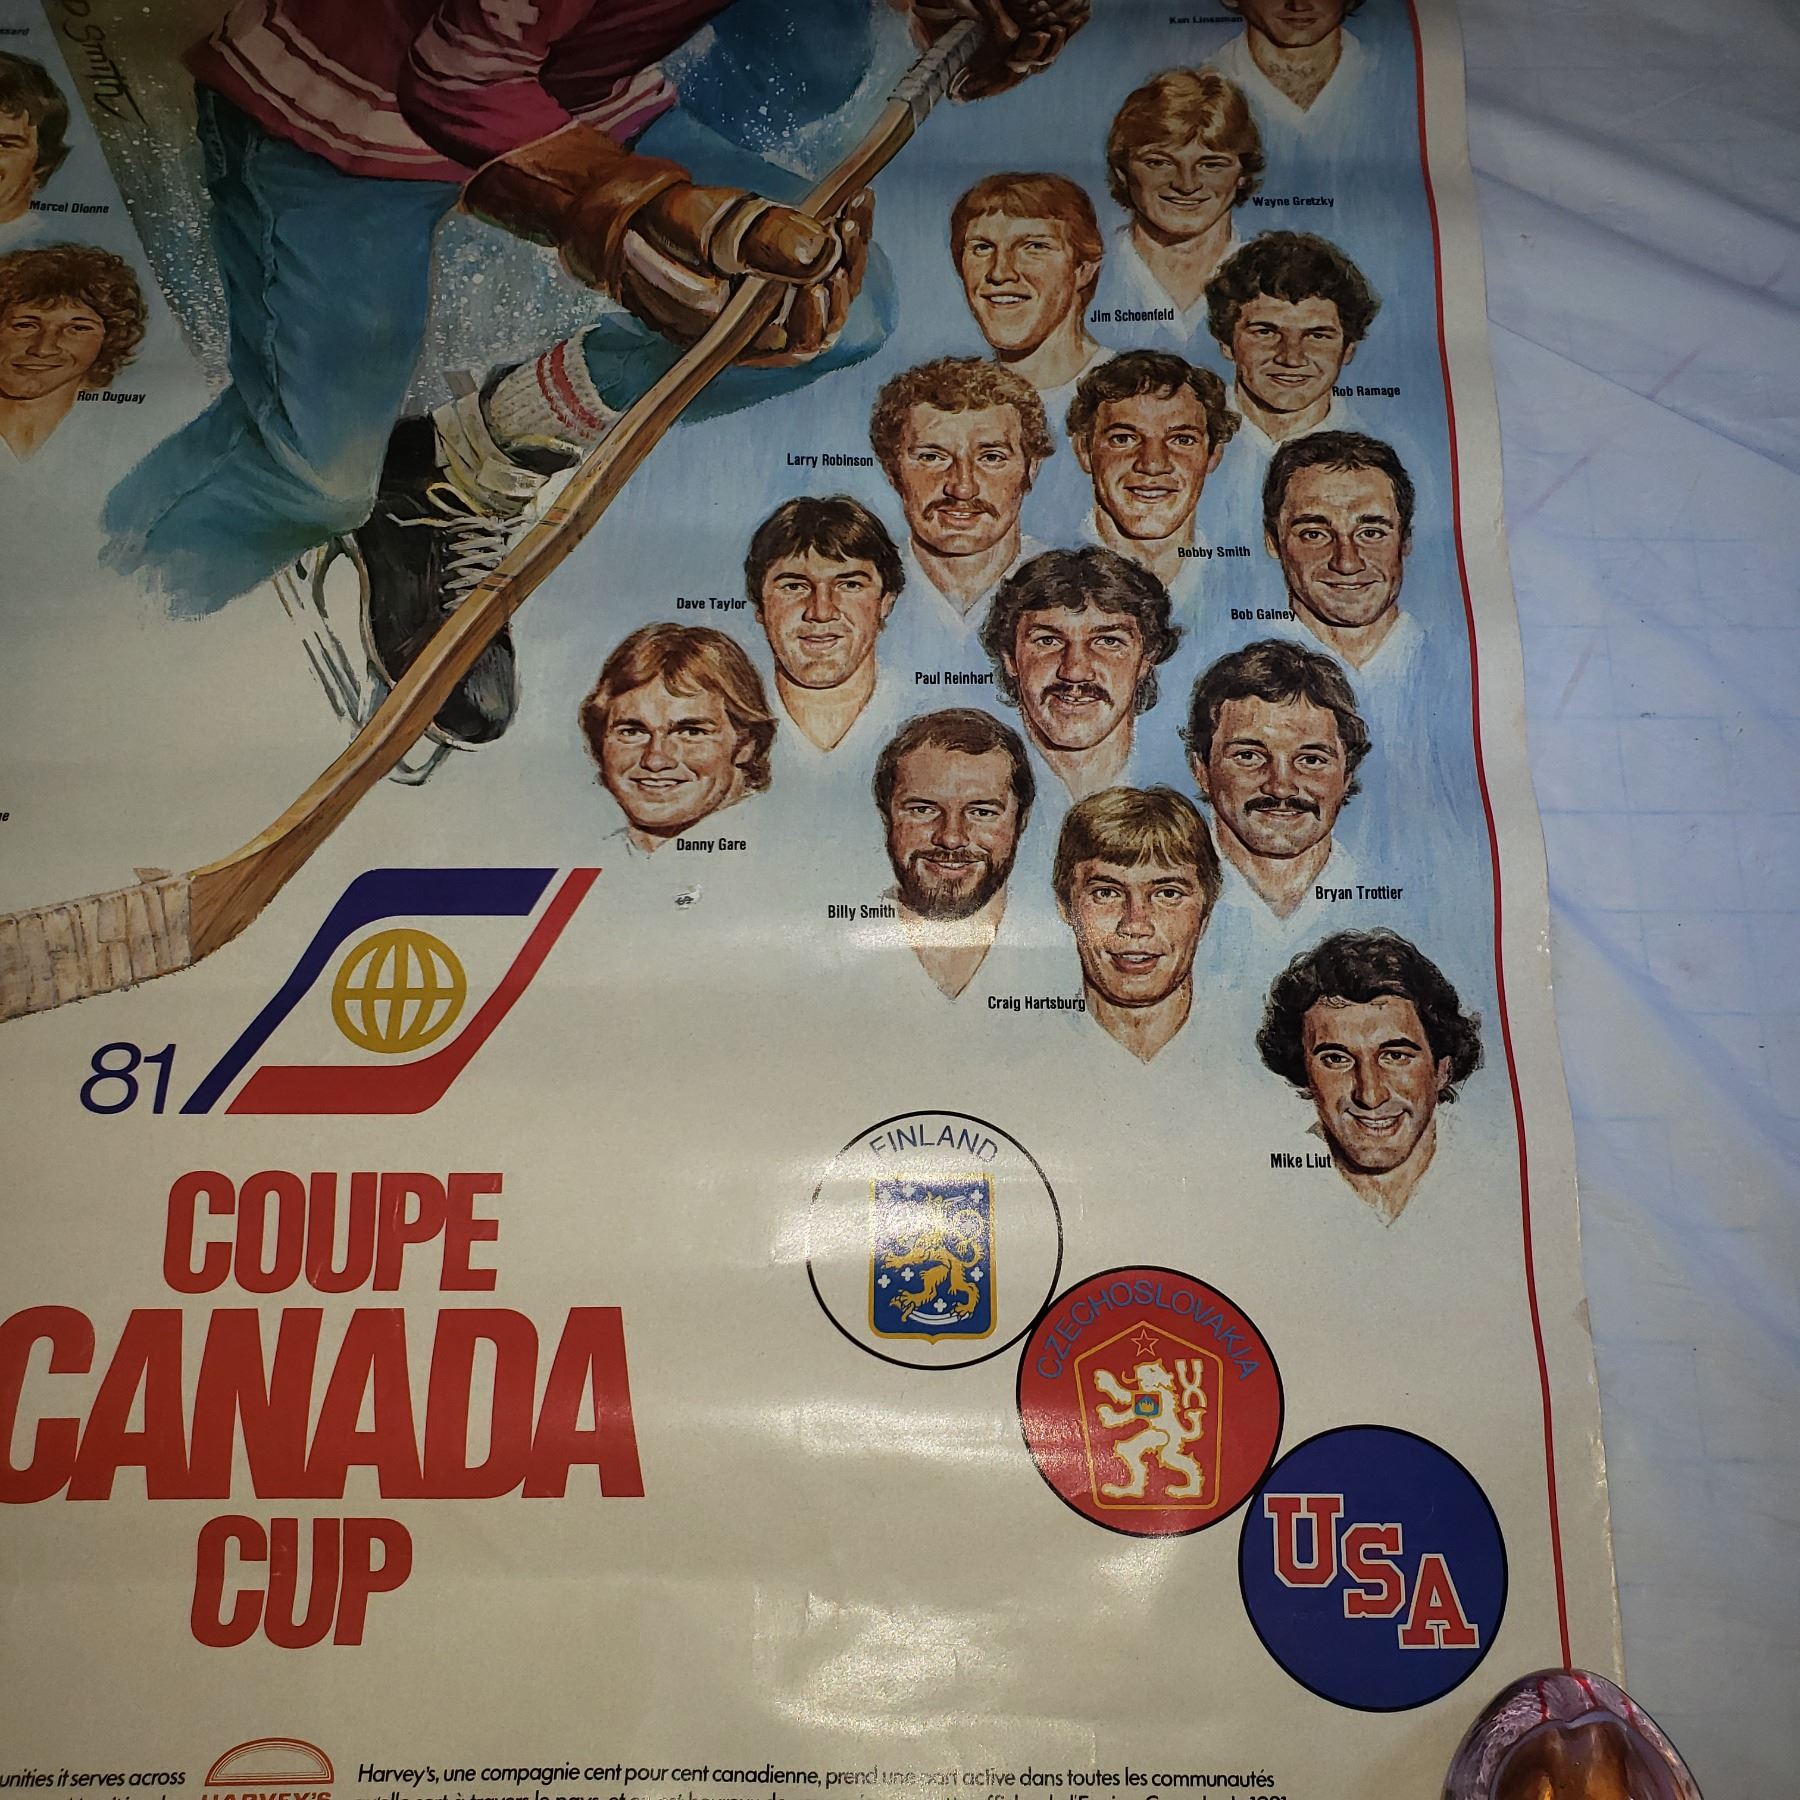 Smith
Ken Linseman
Marcel Dionne
Wayne Gretzky
Jim Schoenfeld
Ron Duguay
Rob Ramage
Larry Robinson
Bobby Smith
Dave Taylor
Bob Gainey
Paul Reinhart
Danny Gare
Bryan Trottier
Billy Smith
Craig Hartsburg
81
Mike Liut
COUPE
CANADA
CUP
FINLAND
CZECHOSLOVAKIA
USA
it serves across
HARVEY'S
Harvey's, une compagnie cent pour cent canadienne, prend une part active dans toutes les communautés